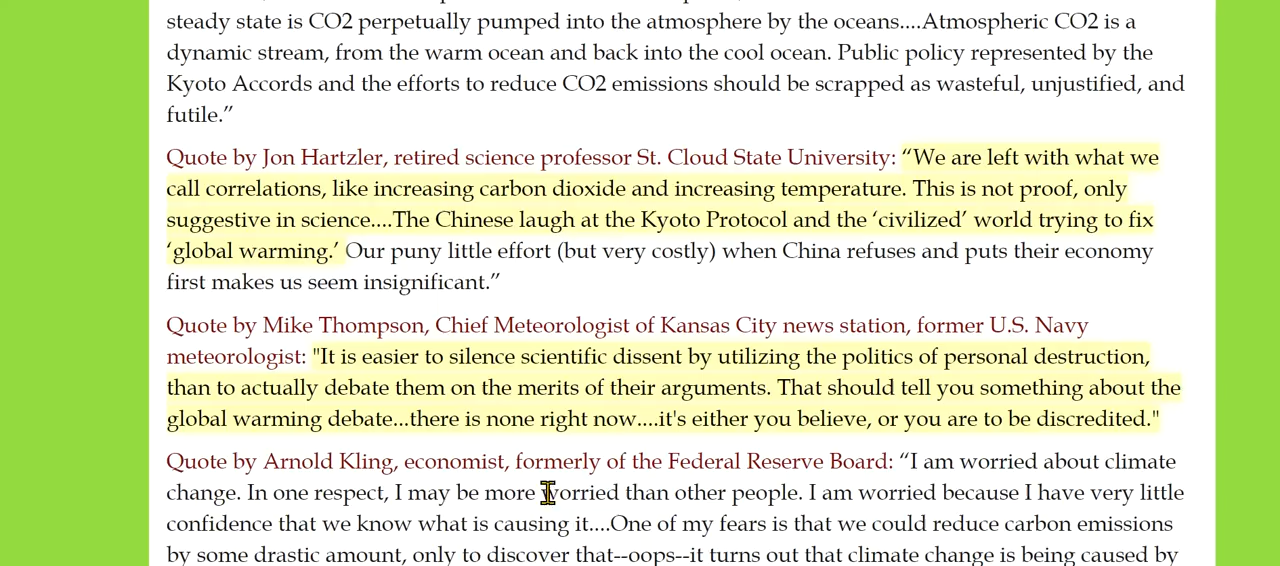 steady state is CO2 perpetually pumped into the atmosphere by the oceans....Atmospheric CO2 is a
dynamic stream, from the warm ocean and back into the cool ocean. Public policy represented by the
Kyoto Accords and the efforts to reduce CO2 emissions should be scrapped as wasteful, unjustified, and
futile.”
Quote by Jon Hartzler, retired science professor St. Cloud State University: “We are left with what we
call correlations, like increasing carbon dioxide and increasing temperature. This is not proof, only
suggestive in science....The Chinese laugh at the Kyoto Protocol and the ‘civilized’ world trying to fix
‘global warming.’ Our puny little effort (but very costly) when China refuses and puts their economy
first makes us seem insignificant.”
Quote by Mike Thompson, Chief Meteorologist of Kansas City news station, former U.S. Navy
meteorologist: "It is easier to silence scientific dissent by utilizing the politics of personal destruction,
than to actually debate them on the merits of their arguments. That should tell you something about the
global warming debate...there is none right now....it's either you believe, or you are to be discredited."
Quote by Arnold Kling, economist, formerly of the Federal Reserve Board: “I am worried about climate
change. In one respect, I may be more worried than other people. I am worried because I have very little
confidence that we know what is causing it....One of my fears is that we could reduce carbon emissions
by some drastic amount, only to discover that--oops--it turns out that climate change is being caused by